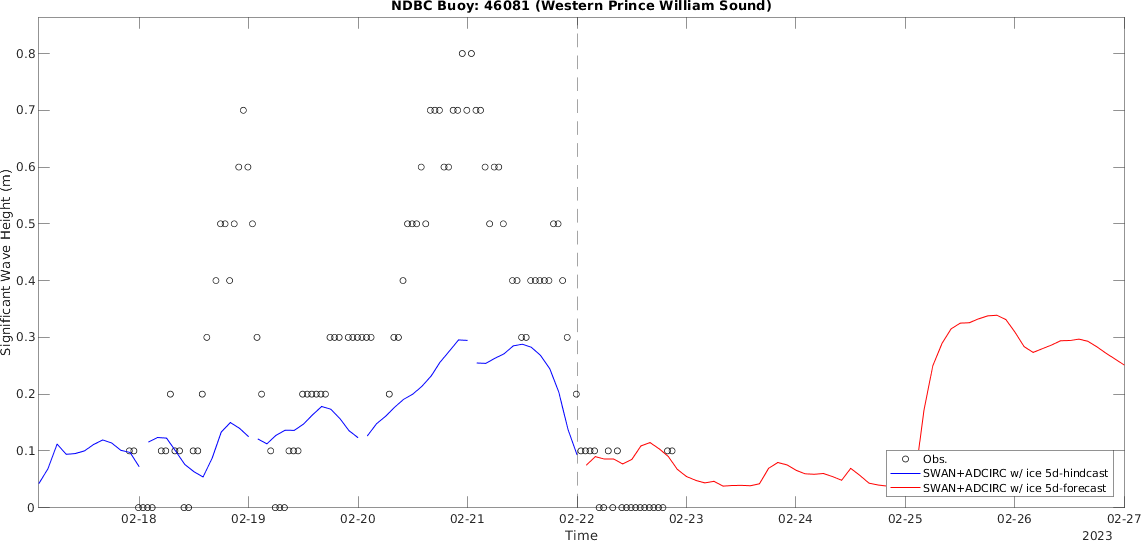 NDBC Buoy: 46081 (Western Prince William Sound)
Significant Wave Height (m)
0.8
0.7
0.6
0.5
0.4
0.3
0.2
0.1
0
Obs.
SWAN+ADCIRC w/ ice 5d-hindcast
SWAN+ADCIRC w/ ice 5d-forecast
02-18 02-19 02-20 02-21 02-22 02-23 02-24 02-25 02-26 02-27
Time
2023